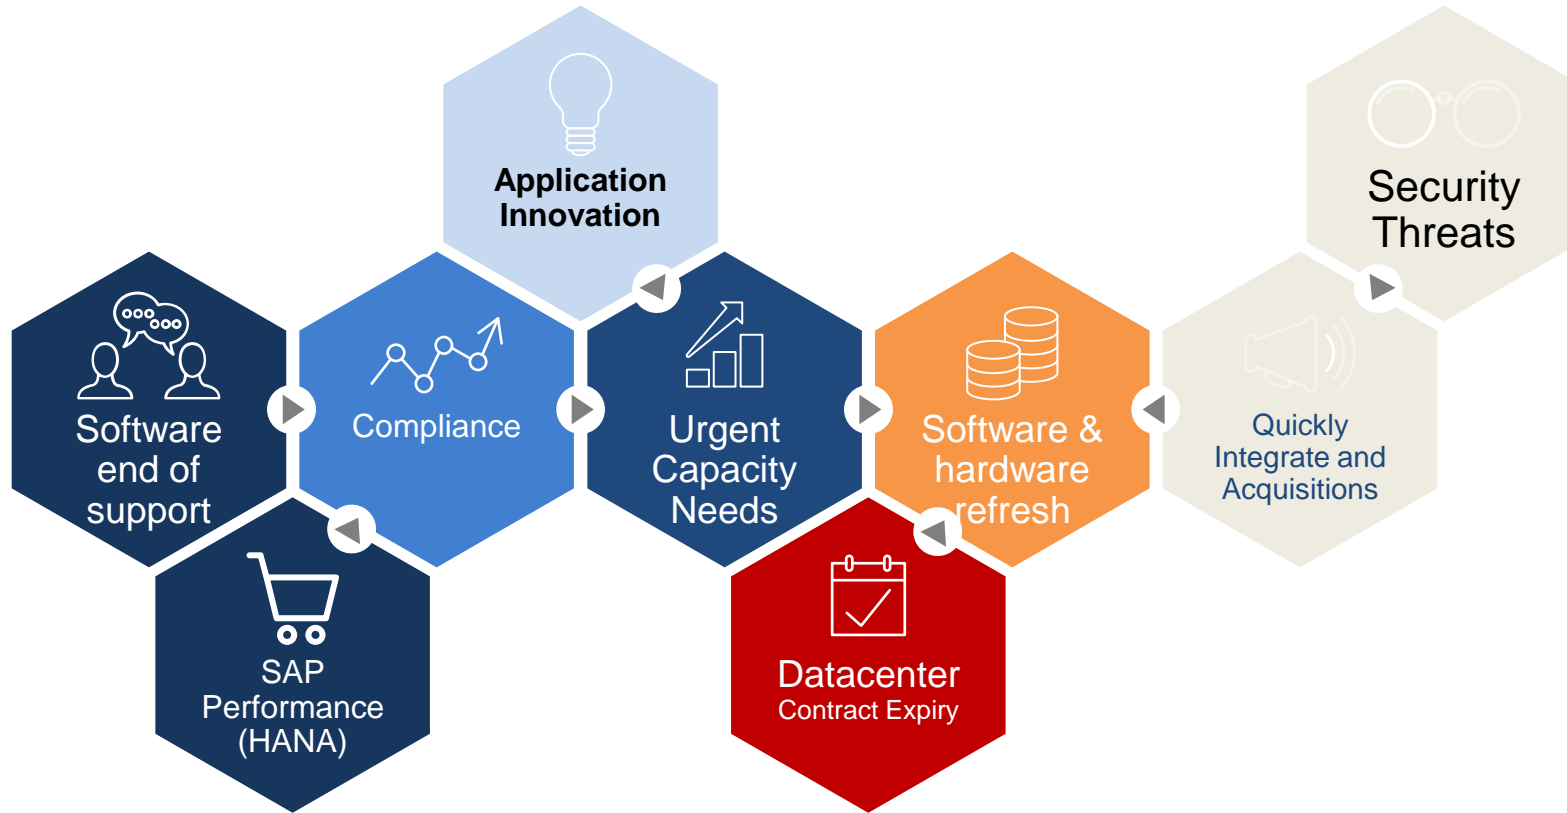 Application
Innovation
Security
Threats
Software
end of
support
Compliance
Urgent
Capacity
Needs
Software &
hardware
refresh
Quickly
Integrate and
Acquisitions
SAP
Performance
(HANA)
Datacenter
Contract Expiry